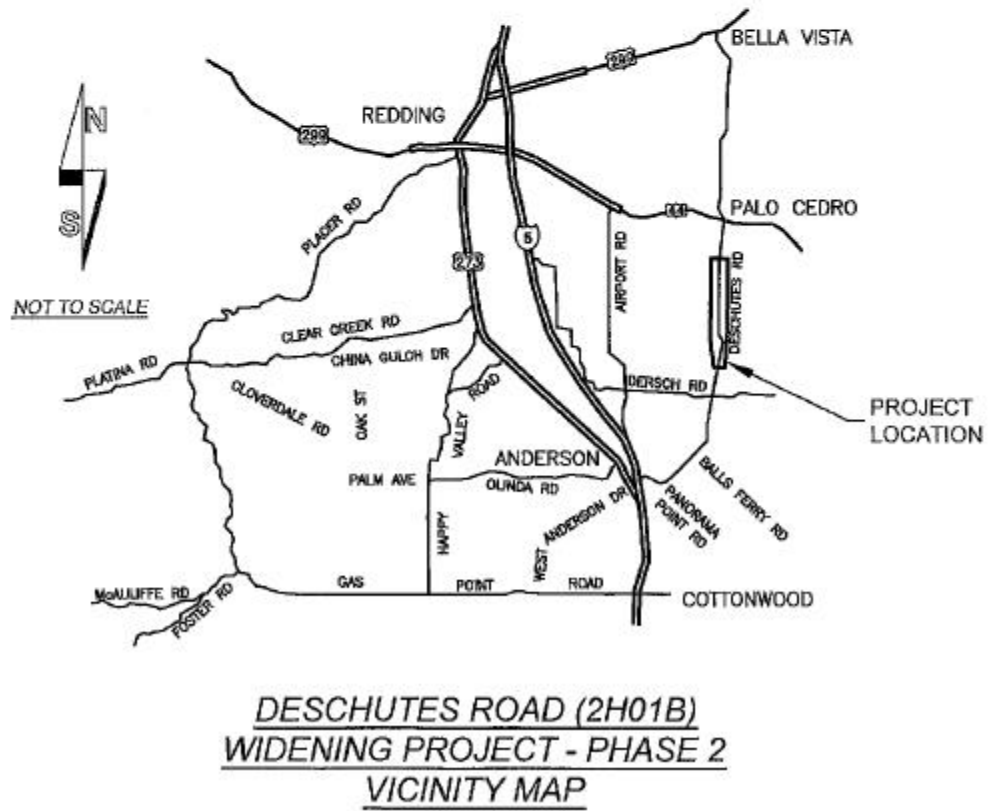 BELLA VISTA
299
REDDING
N
299
S
PLACER RD
44
PALO CEDRO
5
273
AIRPORT RD
DESCHUTES RD
NOT TO SCALE
CLEAR CREEK RD
CHINA GULCH DR
PLATINA RD
CLOVERDALE RD
OAK ST
VALLEY
ROAD
DERSCH RD
PROJECT
LOCATION
ANDERSON
PALM AVE
OLINDA RD
HAPPY
WEST
ANDERSON DR
PANORAMA
POINT RD
BALLS FERRY RD
GAS
POINT
ROAD
McAULIFFE RD
FOSTER RD
COTTONWOOD
DESCHUTES ROAD (2H01B)
WIDENING PROJECT - PHASE 2
VICINITY MAP